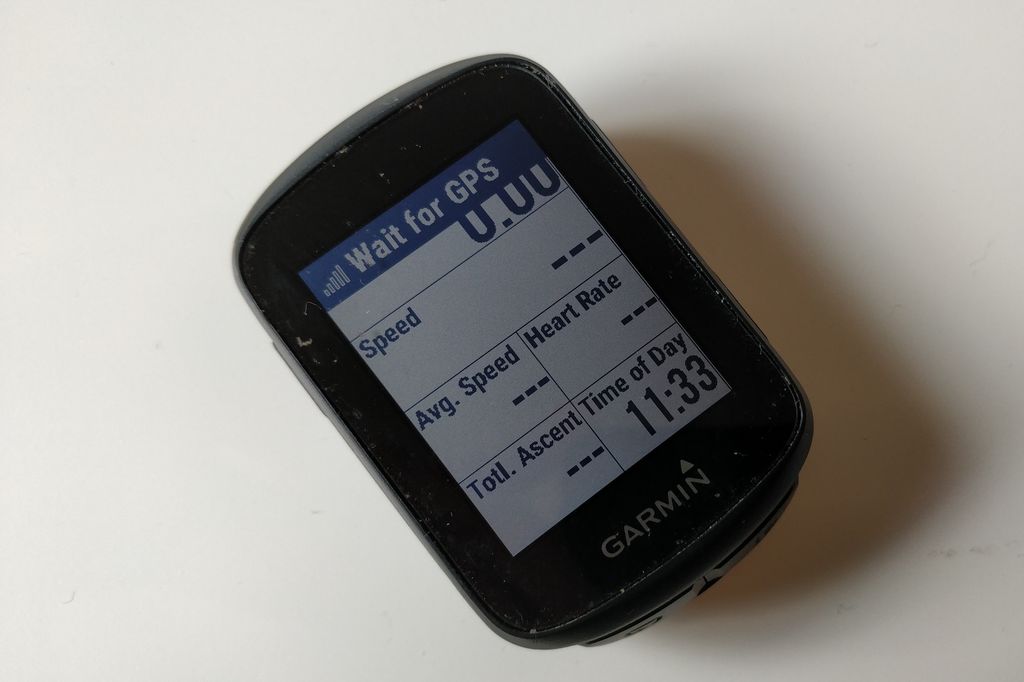 Wait for GPS
0.00
Speed
---
Avg. Speed
---
Heart Rate
---
Totl. Ascent
---
Time of Day
11:33
GARMIN